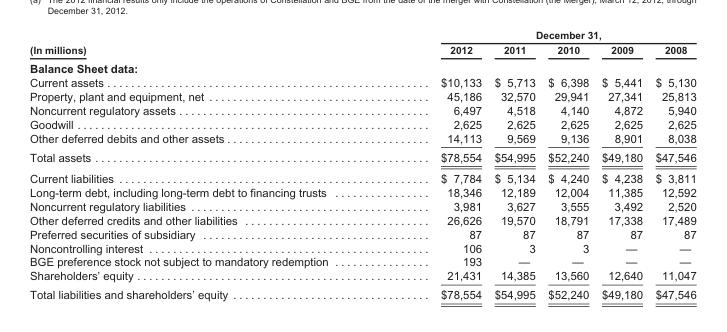 (a) The 2012 financial results only include the operations of Constellation and BGE from the date of the merger with Constellation (the Merger), March 12, 2012, through
December 31, 2012.
December 31,
(In millions) 2012 2011 2010 2009 2008
Balance Sheet data:
Current assets $10,133 $ 5,713 $ 6,398 $ 5,441 $ 5,130
Property, plant and equipment, net 45,186 32,570 29,941 27,341 25,813
Noncurrent regulatory assets 6,497 4,518 4,140 4,872 5,940
Goodwill 2,625 2,625 2,625 2,625 2,625
Other deferred debits and other assets 14,113 9,569 9,136 8,901 8,038
Total assets $78,554 $54,995 $52,240 $49,180 $47,546
Current liabilities $ 7,784 $ 5,134 $ 4,240 $ 4,238 $ 3,811
Long-term debt, including long-term debt to financing trusts 18,346 12,189 12,004 11,385 12,592
Noncurrent regulatory liabilities 3,981 3,627 3,555 3,492 2,520
Other deferred credits and other liabilities 26,626 19,570 18,791 17,338 17,489
Preferred securities of subsidiary 87 87 87 87 87
Noncontrolling interest 106 3 3 — —
BGE preference stock not subject to mandatory redemption 193 — — — —
Shareholders' equity 21,431 14,385 13,560 12,640 11,047
Total liabilities and shareholders' equity $78,554 $54,995 $52,240 $49,180 $47,546